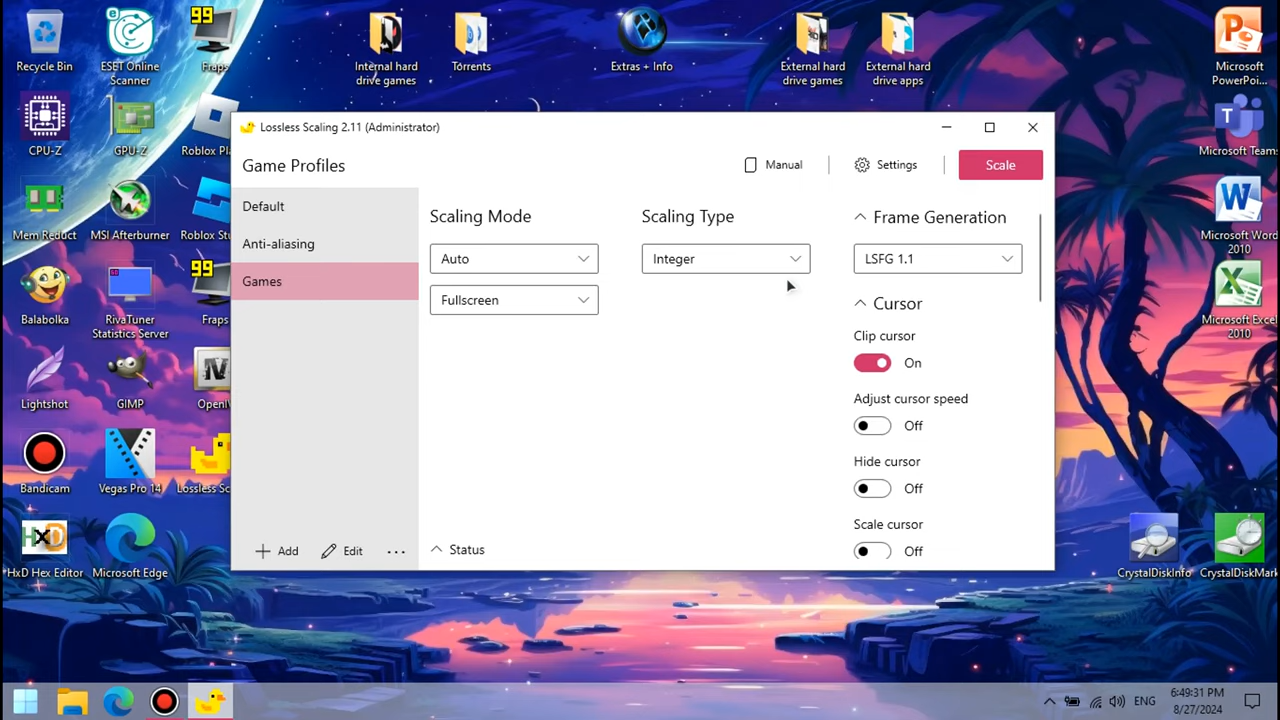 Recycle Bin
ESET Online
Scanner
99
Fraps
Internal hard
drive games
Torrents
Extras + Info
External hard
drive games
External hard
drive apps
Microsoft
PowerPoi...
CPU-Z
GPU-Z
Roblox Pla
Microsoft Teams
Mem Reduct
MSI Afterburner
Roblox Stu
Microsoft Word
2010
Balabolka
RivaTuner
Statistics Server
99
Fraps
Microsoft Excel
2010
Lightshot
GIMP
OpenIV
Bandicam
Vegas Pro 14
Lossless Sc
HxD Hex Editor
Microsoft Edge
CrystalDiskInfo
CrystalDiskMark
Lossless Scaling 2.11 (Administrator)
Game Profiles
Manual
Settings
Scale
Default
Anti-aliasing
Games
Add
Edit
...
Scaling Mode
Auto
Fullscreen
Scaling Type
Integer
Frame Generation
LSFG 1.1
Cursor
Clip cursor
On
Adjust cursor speed
Off
Hide cursor
Off
Scale cursor
Off
Status
ENG
6:49:31 PM
8/27/2024